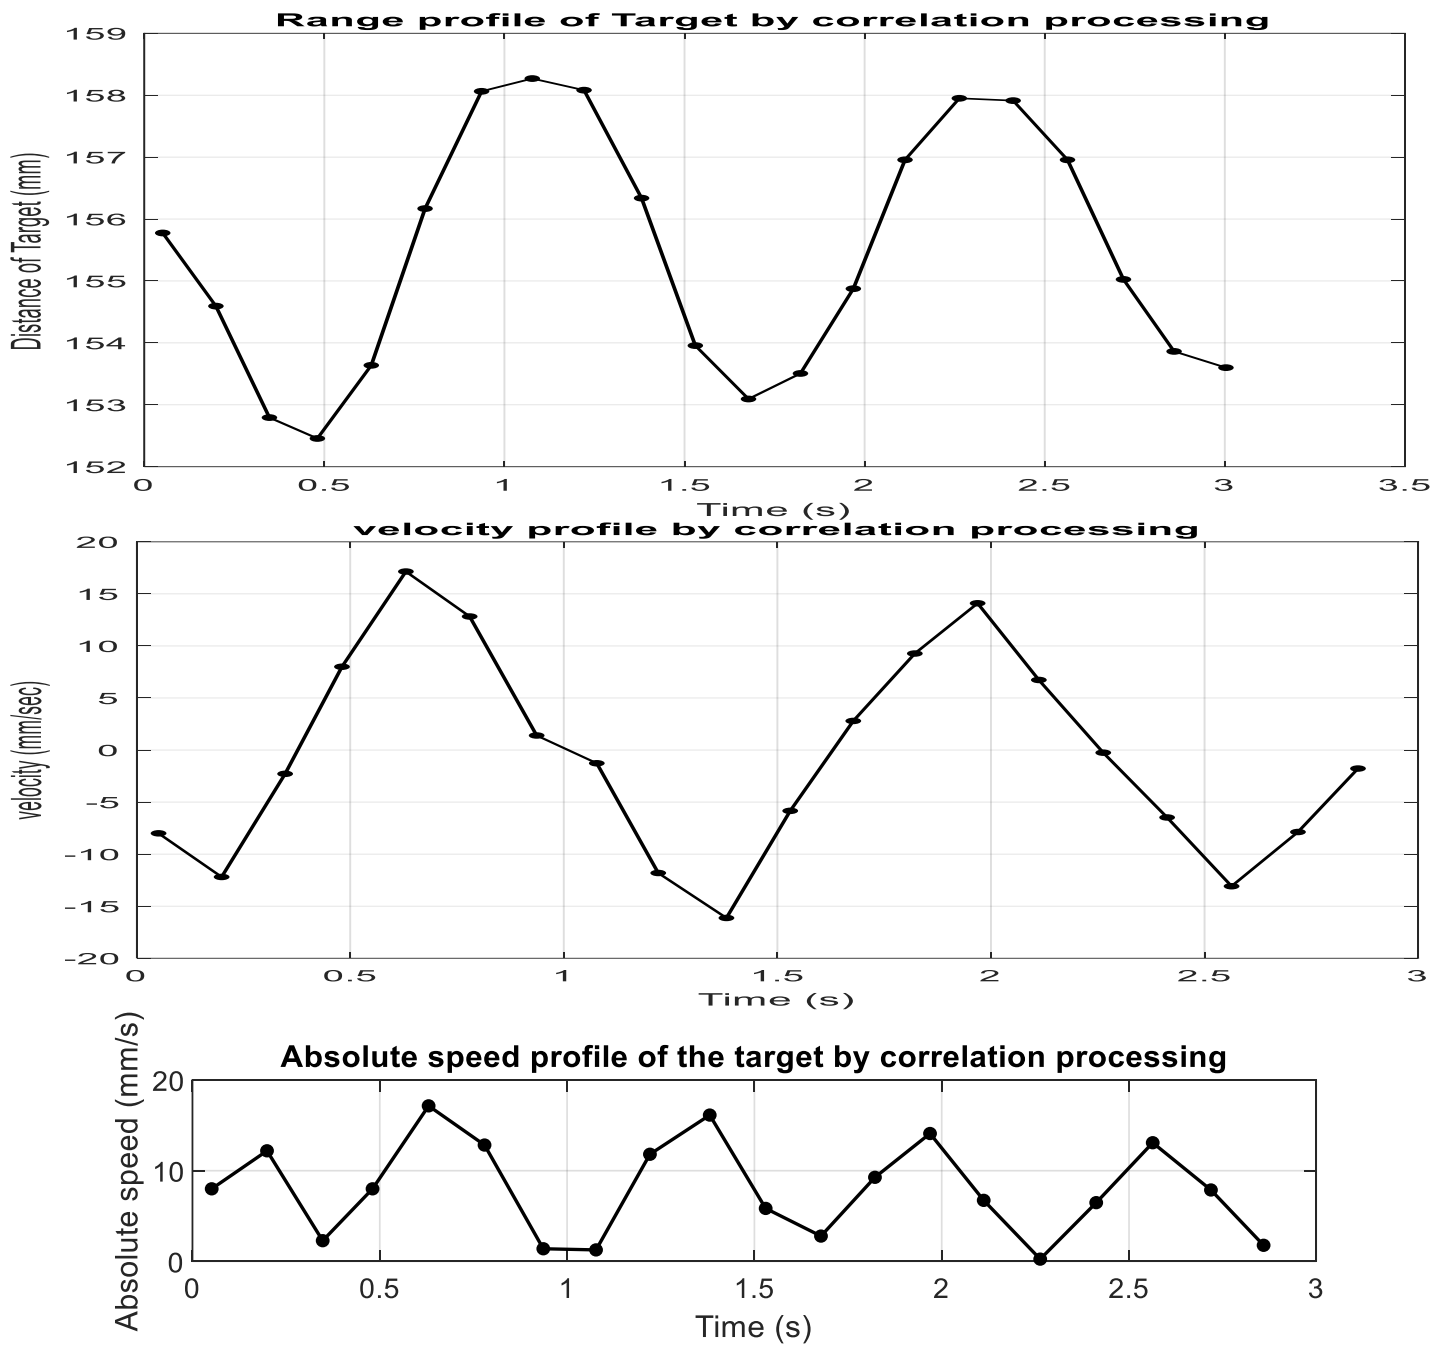 Range profile of Target by correlation processing
159
158
157
156
155
154
153
152
Distance of Target (mm)
0 0.5 1 1.5 2 2.5 3 3.5
Time (s)
velocity profile by correlation processing
20
15
10
5
0
-5
-10
-15
-20
velocity (mm/sec)
0 0.5 1 1.5 2 2.5 3
Time (s)
Absolute speed profile of the target by correlation processing
20
10
0
Absolute speed (mm/s)
0 0.5 1 1.5 2 2.5 3
Time (s)